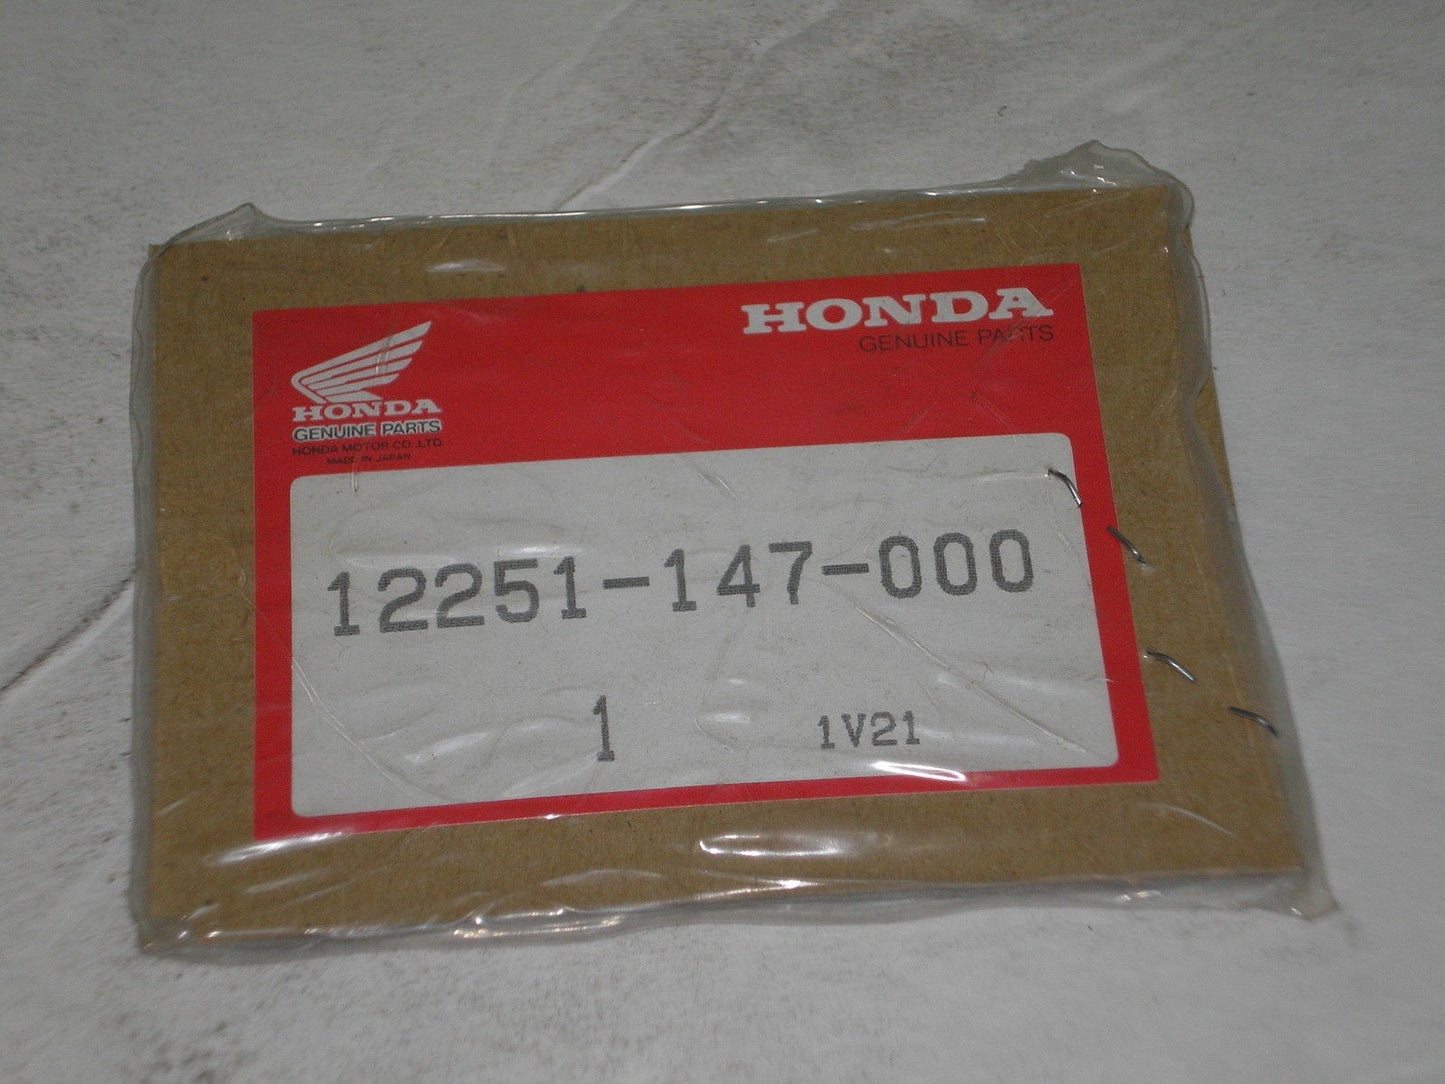 HONDA
GENUINE PARTS
HONDA
GENUINE PARTS
HONDA MOTOR CO.,LTD.
MADE IN JAPAN
12251-147-000
1 1V21